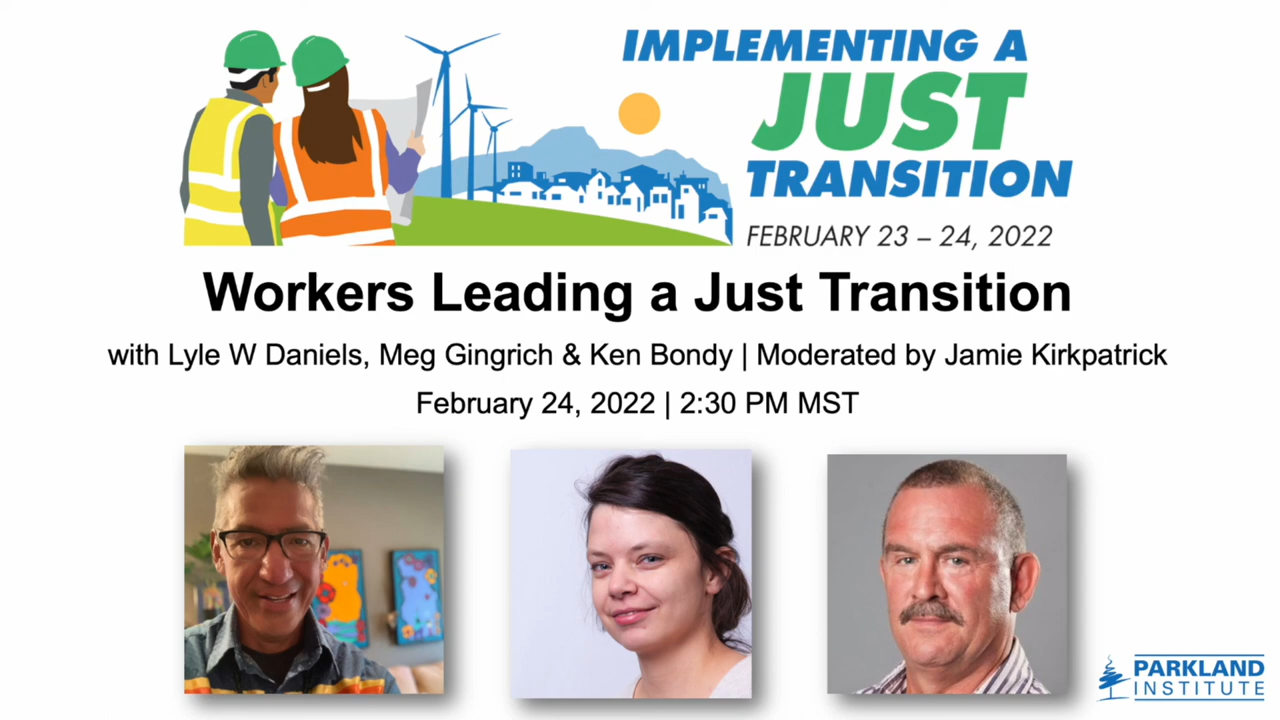 IMPLEMENTING A
JUST
TRANSITION
FEBRUARY 23 – 24, 2022
Workers Leading a Just Transition
with Lyle W Daniels, Meg Gingrich & Ken Bondy | Moderated by Jamie Kirkpatrick
February 24, 2022 | 2:30 PM MST
PARKLAND
INSTITUTE